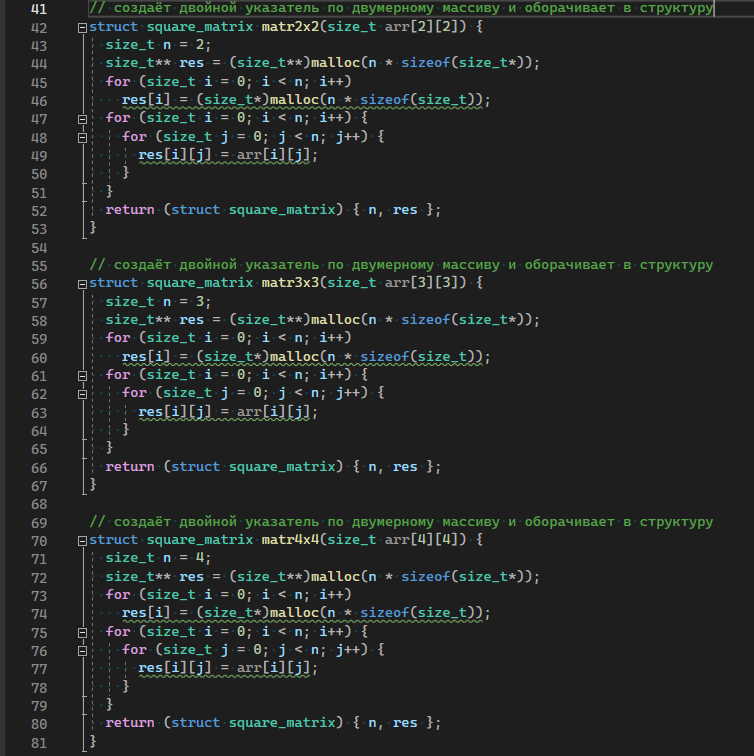 41 // создаёт двойной указатель по двумерному массиву и оборачивает в структуру
42 struct square_matrix matr2x2(size_t arr[2][2]) {
43   size_t n = 2;
44   size_t** res = (size_t**)malloc(n * sizeof(size_t*));
45   for (size_t i = 0; i < n; i++)
46     res[i] = (size_t*)malloc(n * sizeof(size_t));
47   for (size_t i = 0; i < n; i++) {
48     for (size_t j = 0; j < n; j++) {
49       res[i][j] = arr[i][j];
50     }
51   }
52   return (struct square_matrix) { n, res };
53 }
54
55 // создаёт двойной указатель по двумерному массиву и оборачивает в структуру
56 struct square_matrix matr3x3(size_t arr[3][3]) {
57   size_t n = 3;
58   size_t** res = (size_t**)malloc(n * sizeof(size_t*));
59   for (size_t i = 0; i < n; i++)
60     res[i] = (size_t*)malloc(n * sizeof(size_t));
61   for (size_t i = 0; i < n; i++) {
62     for (size_t j = 0; j < n; j++) {
63       res[i][j] = arr[i][j];
64     }
65   }
66   return (struct square_matrix) { n, res };
67 }
68
69 // создаёт двойной указатель по двумерному массиву и оборачивает в структуру
70 struct square_matrix matr4x4(size_t arr[4][4]) {
71   size_t n = 4;
72   size_t** res = (size_t**)malloc(n * sizeof(size_t*));
73   for (size_t i = 0; i < n; i++)
74     res[i] = (size_t*)malloc(n * sizeof(size_t));
75   for (size_t i = 0; i < n; i++) {
76     for (size_t j = 0; j < n; j++) {
77       res[i][j] = arr[i][j];
78     }
79   }
80   return (struct square_matrix) { n, res };
81 }